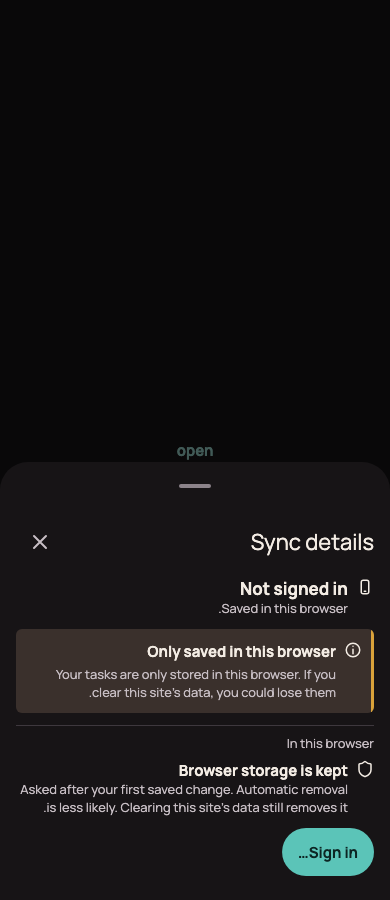 open
Sync details
Not signed in
.Saved in this browser
Only saved in this browser
Your tasks are only stored in this browser. If you
.clear this site's data, you could lose them
In this browser
Browser storage is kept
Asked after your first saved change. Automatic removal
.is less likely. Clearing this site's data still removes it
...Sign in